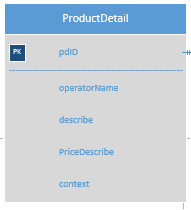 ProductDetail
PK pdID
operatorName
describe
PriceDescribe
context